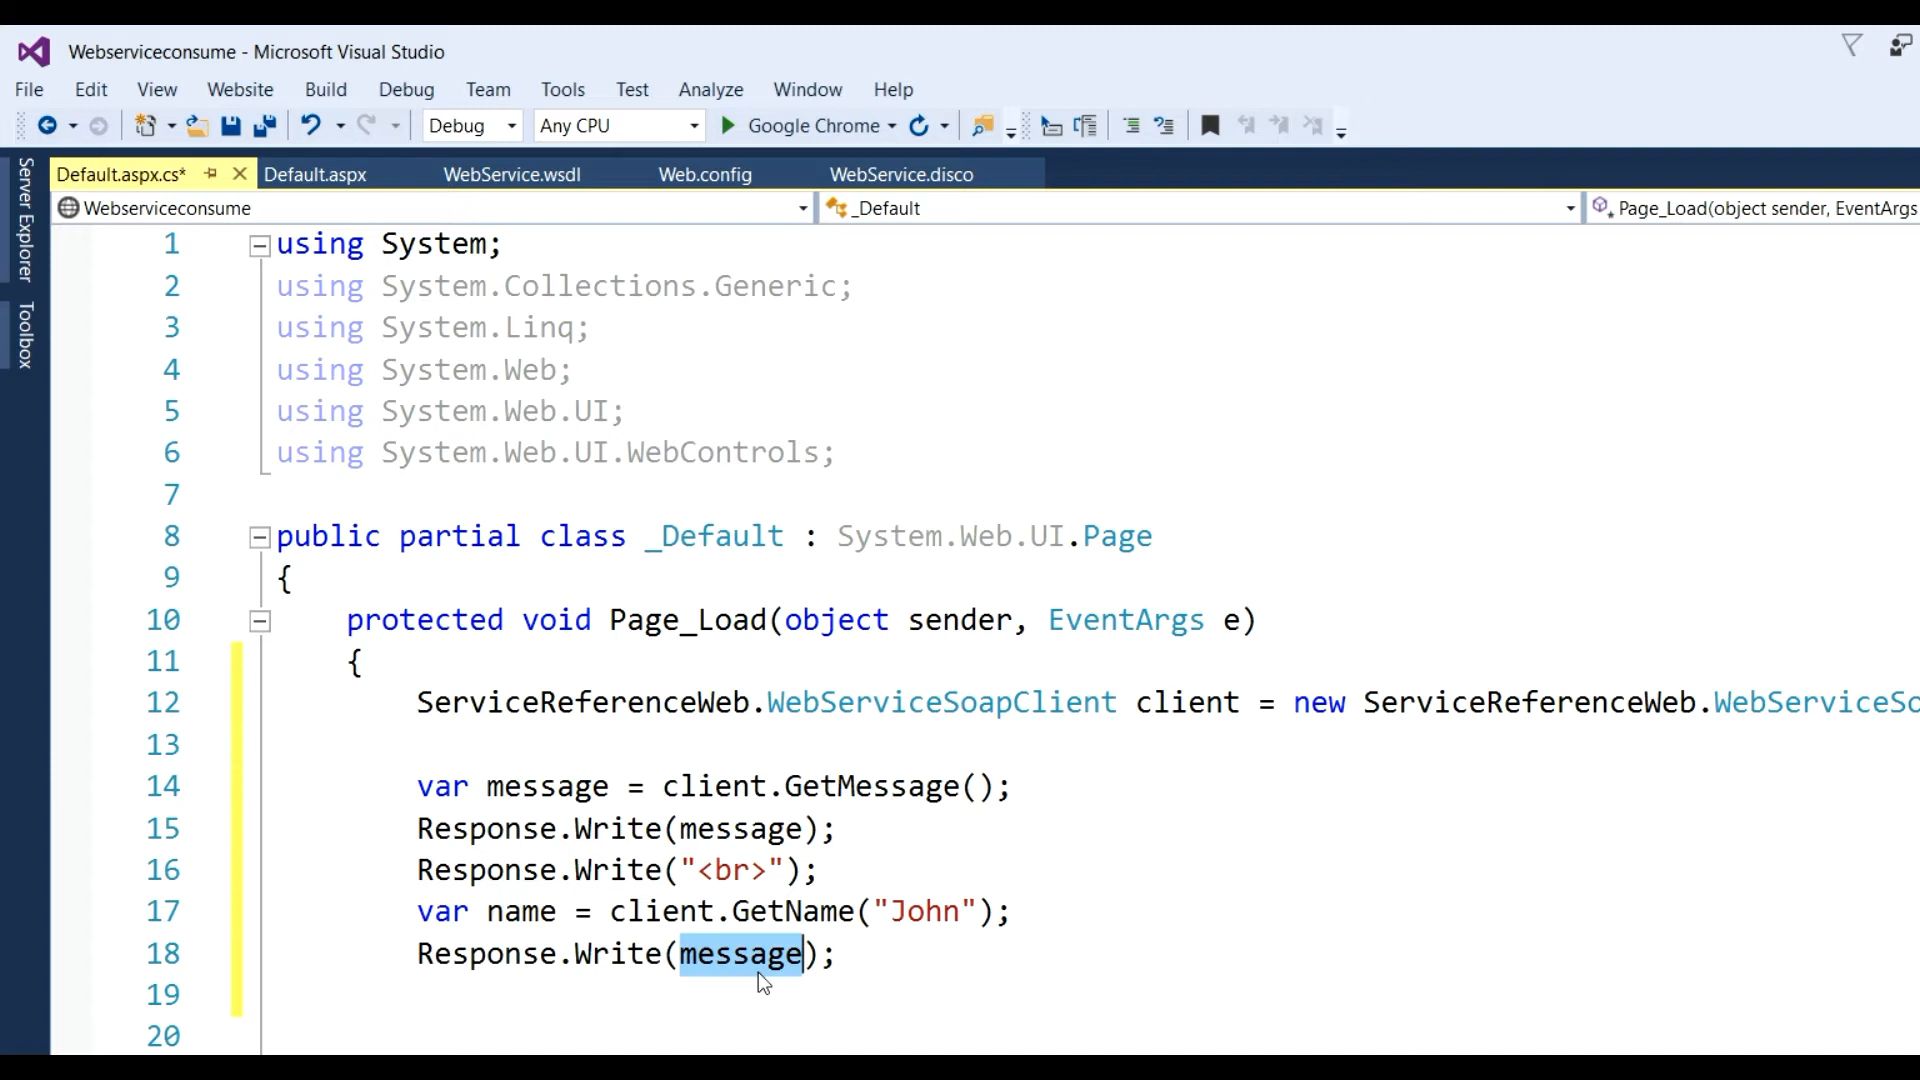 Webserviceconsume - Microsoft Visual Studio
File Edit View Website Build Debug Team Tools Test Analyze Window Help
Debug Any CPU Google Chrome
Server Explorer
Toolbox
Default.aspx.cs* Default.aspx WebService.wsdl Web.config WebService.disco
Webserviceconsume _Default Page_Load(object sender, EventArgs
1 using System;
2 using System.Collections.Generic;
3 using System.Linq;
4 using System.Web;
5 using System.Web.UI;
6 using System.Web.UI.WebControls;
7
8 public partial class _Default : System.Web.UI.Page
9 {
10 protected void Page_Load(object sender, EventArgs e)
11 {
12 ServiceReferenceWeb.WebServiceSoapClient client = new ServiceReferenceWeb.WebServiceSo
13
14 var message = client.GetMessage();
15 Response.Write(message);
16 Response.Write("<br>");
17 var name = client.GetName("John");
18 Response.Write(message);
19
20